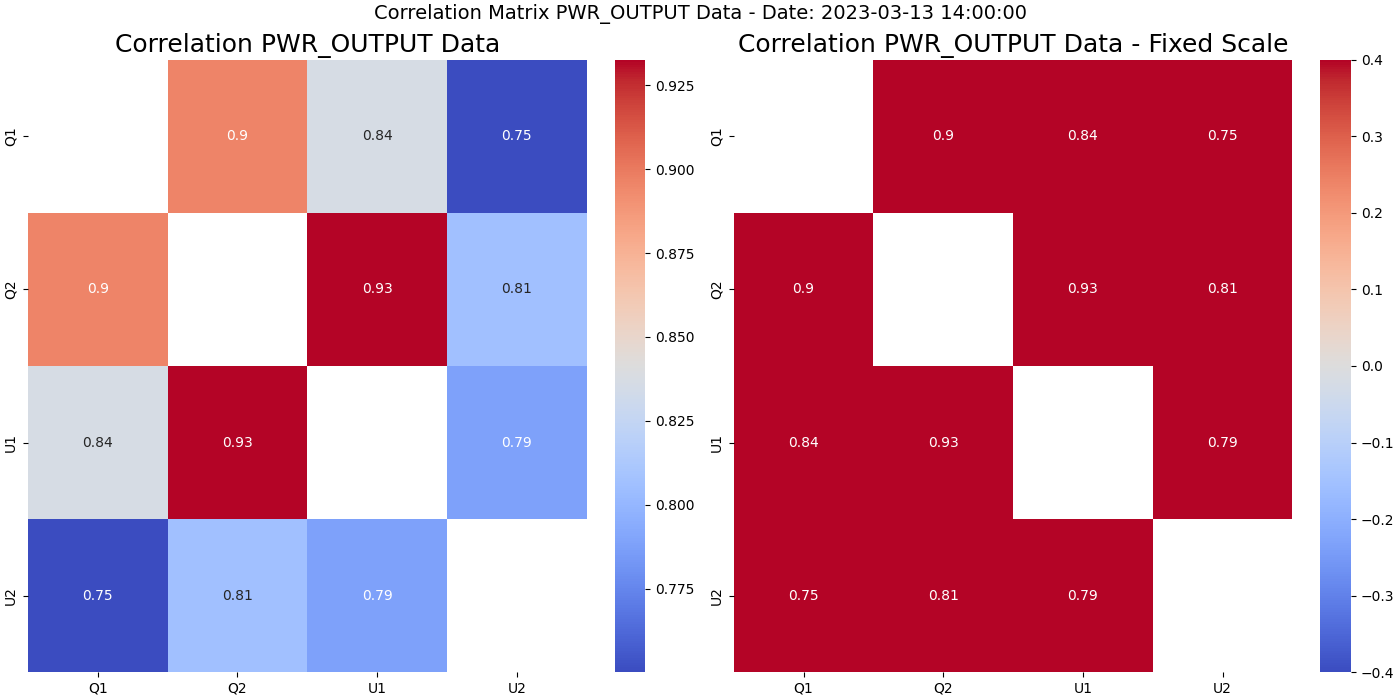 Correlation Matrix PWR_OUTPUT Data - Date: 2023-03-13 14:00:00
Correlation PWR_OUTPUT Data
Q1
0.9
0.84
0.75
Q2
0.9
0.93
0.81
U1
0.84
0.93
0.79
U2
0.75
0.81
0.79
Q1
Q2
U1
U2
0.925
0.900
0.875
0.850
0.825
0.800
0.775
Correlation PWR_OUTPUT Data - Fixed Scale
Q1
0.9
0.84
0.75
Q2
0.9
0.93
0.81
U1
0.84
0.93
0.79
U2
0.75
0.81
0.79
Q1
Q2
U1
U2
0.4
0.3
0.2
0.1
0.0
−0.1
−0.2
−0.3
−0.4